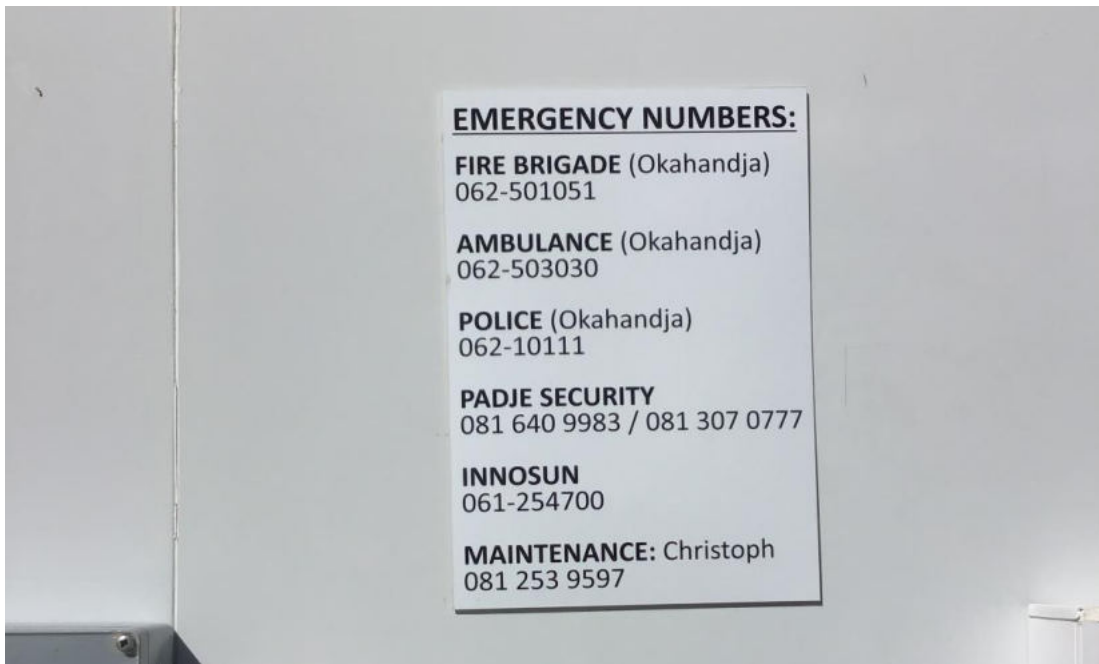 EMERGENCY NUMBERS:
FIRE BRIGADE (Okahandja)
062-501051
AMBULANCE (Okahandja)
062-503030
POLICE (Okahandja)
062-10111
PADJE SECURITY
081 640 9983 / 081 307 0777
INNOSUN
061-254700
MAINTENANCE: Christoph
081 253 9597